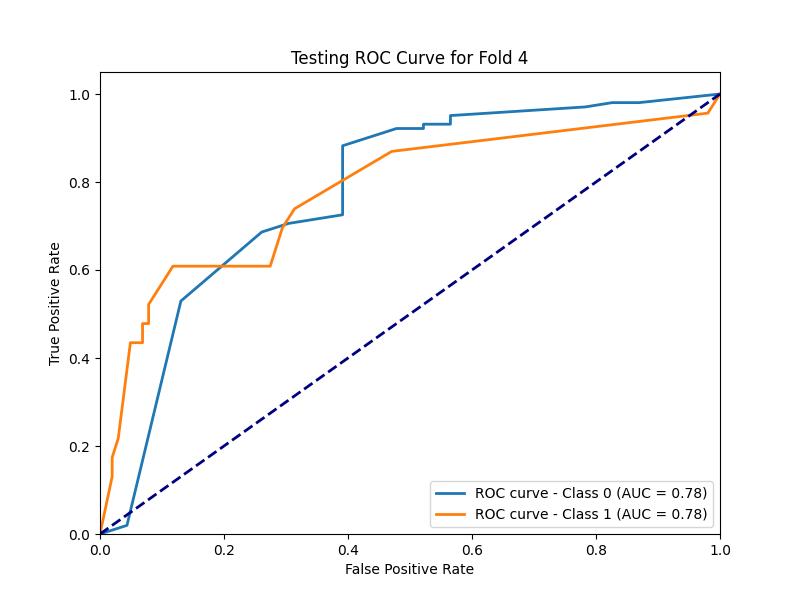 Testing ROC Curve for Fold 4
True Positive Rate
1.0
0.8
0.6
0.4
0.2
0.0
ROC curve - Class 0 (AUC = 0.78)
ROC curve - Class 1 (AUC = 0.78)
0.0 0.2 0.4 0.6 0.8 1.0
False Positive Rate